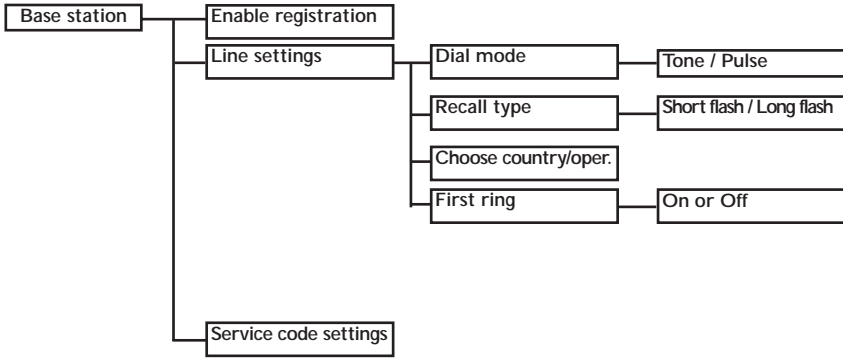 Base station
Enable registration
Line settings
Dial mode
Tone / Pulse
Recall type
Short flash / Long flash
Choose country/oper.
First ring
On or Off
Service code settings